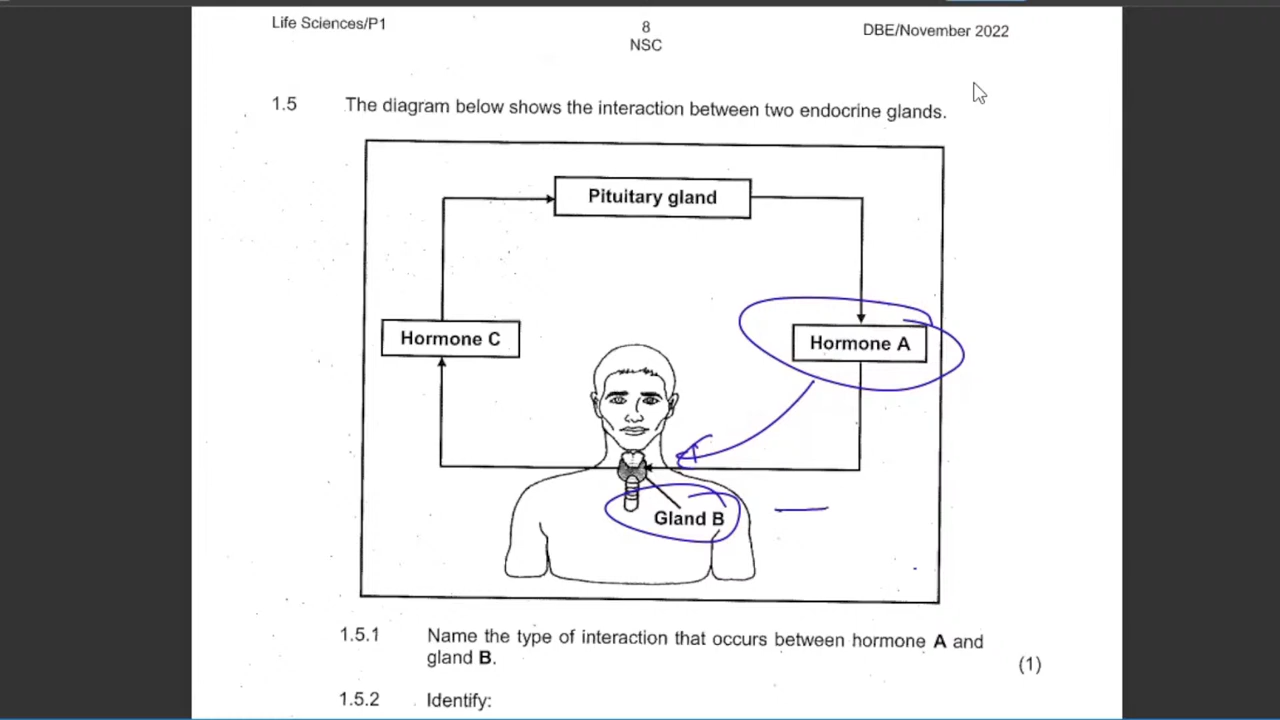 Life Sciences/P1
8
NSC
DBE/November 2022
1.5 The diagram below shows the interaction between two endocrine glands.
Pituitary gland
Hormone C
Hormone A
Gland B
1.5.1 Name the type of interaction that occurs between hormone A and
gland B.
(1)
1.5.2 Identify: